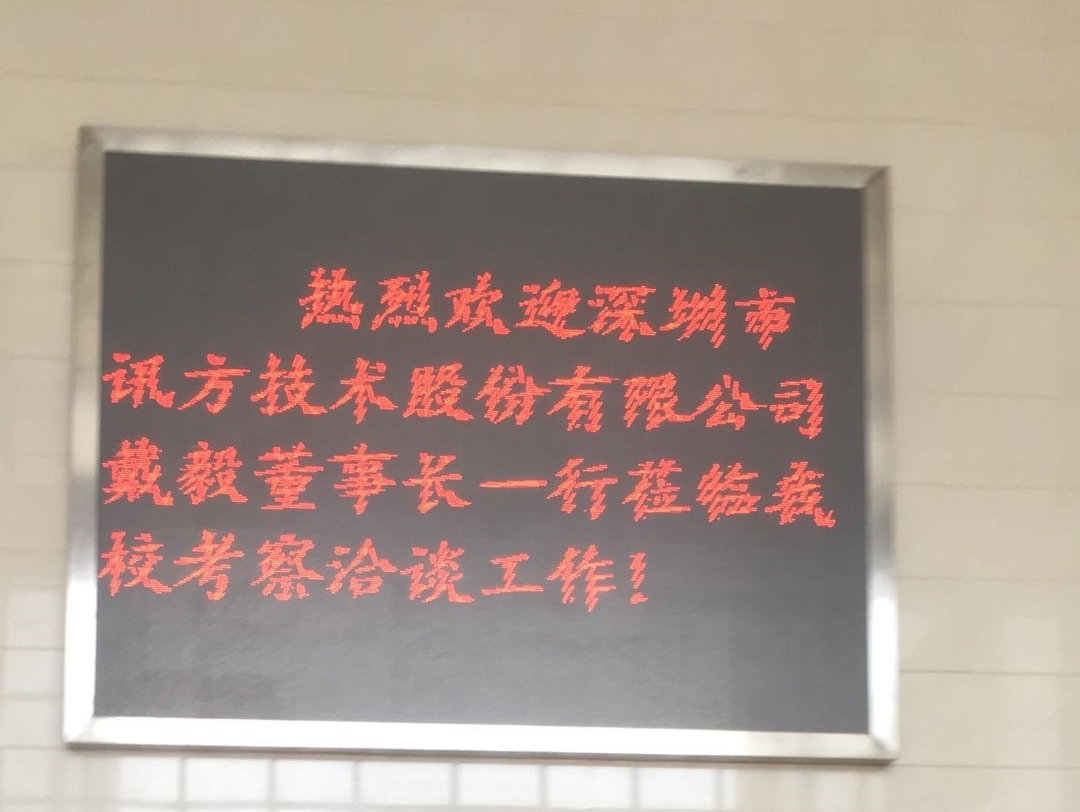 热烈欢迎深圳市
讯方技术股份有限公司
戴毅董事长一行莅临我
校考察洽谈工作！